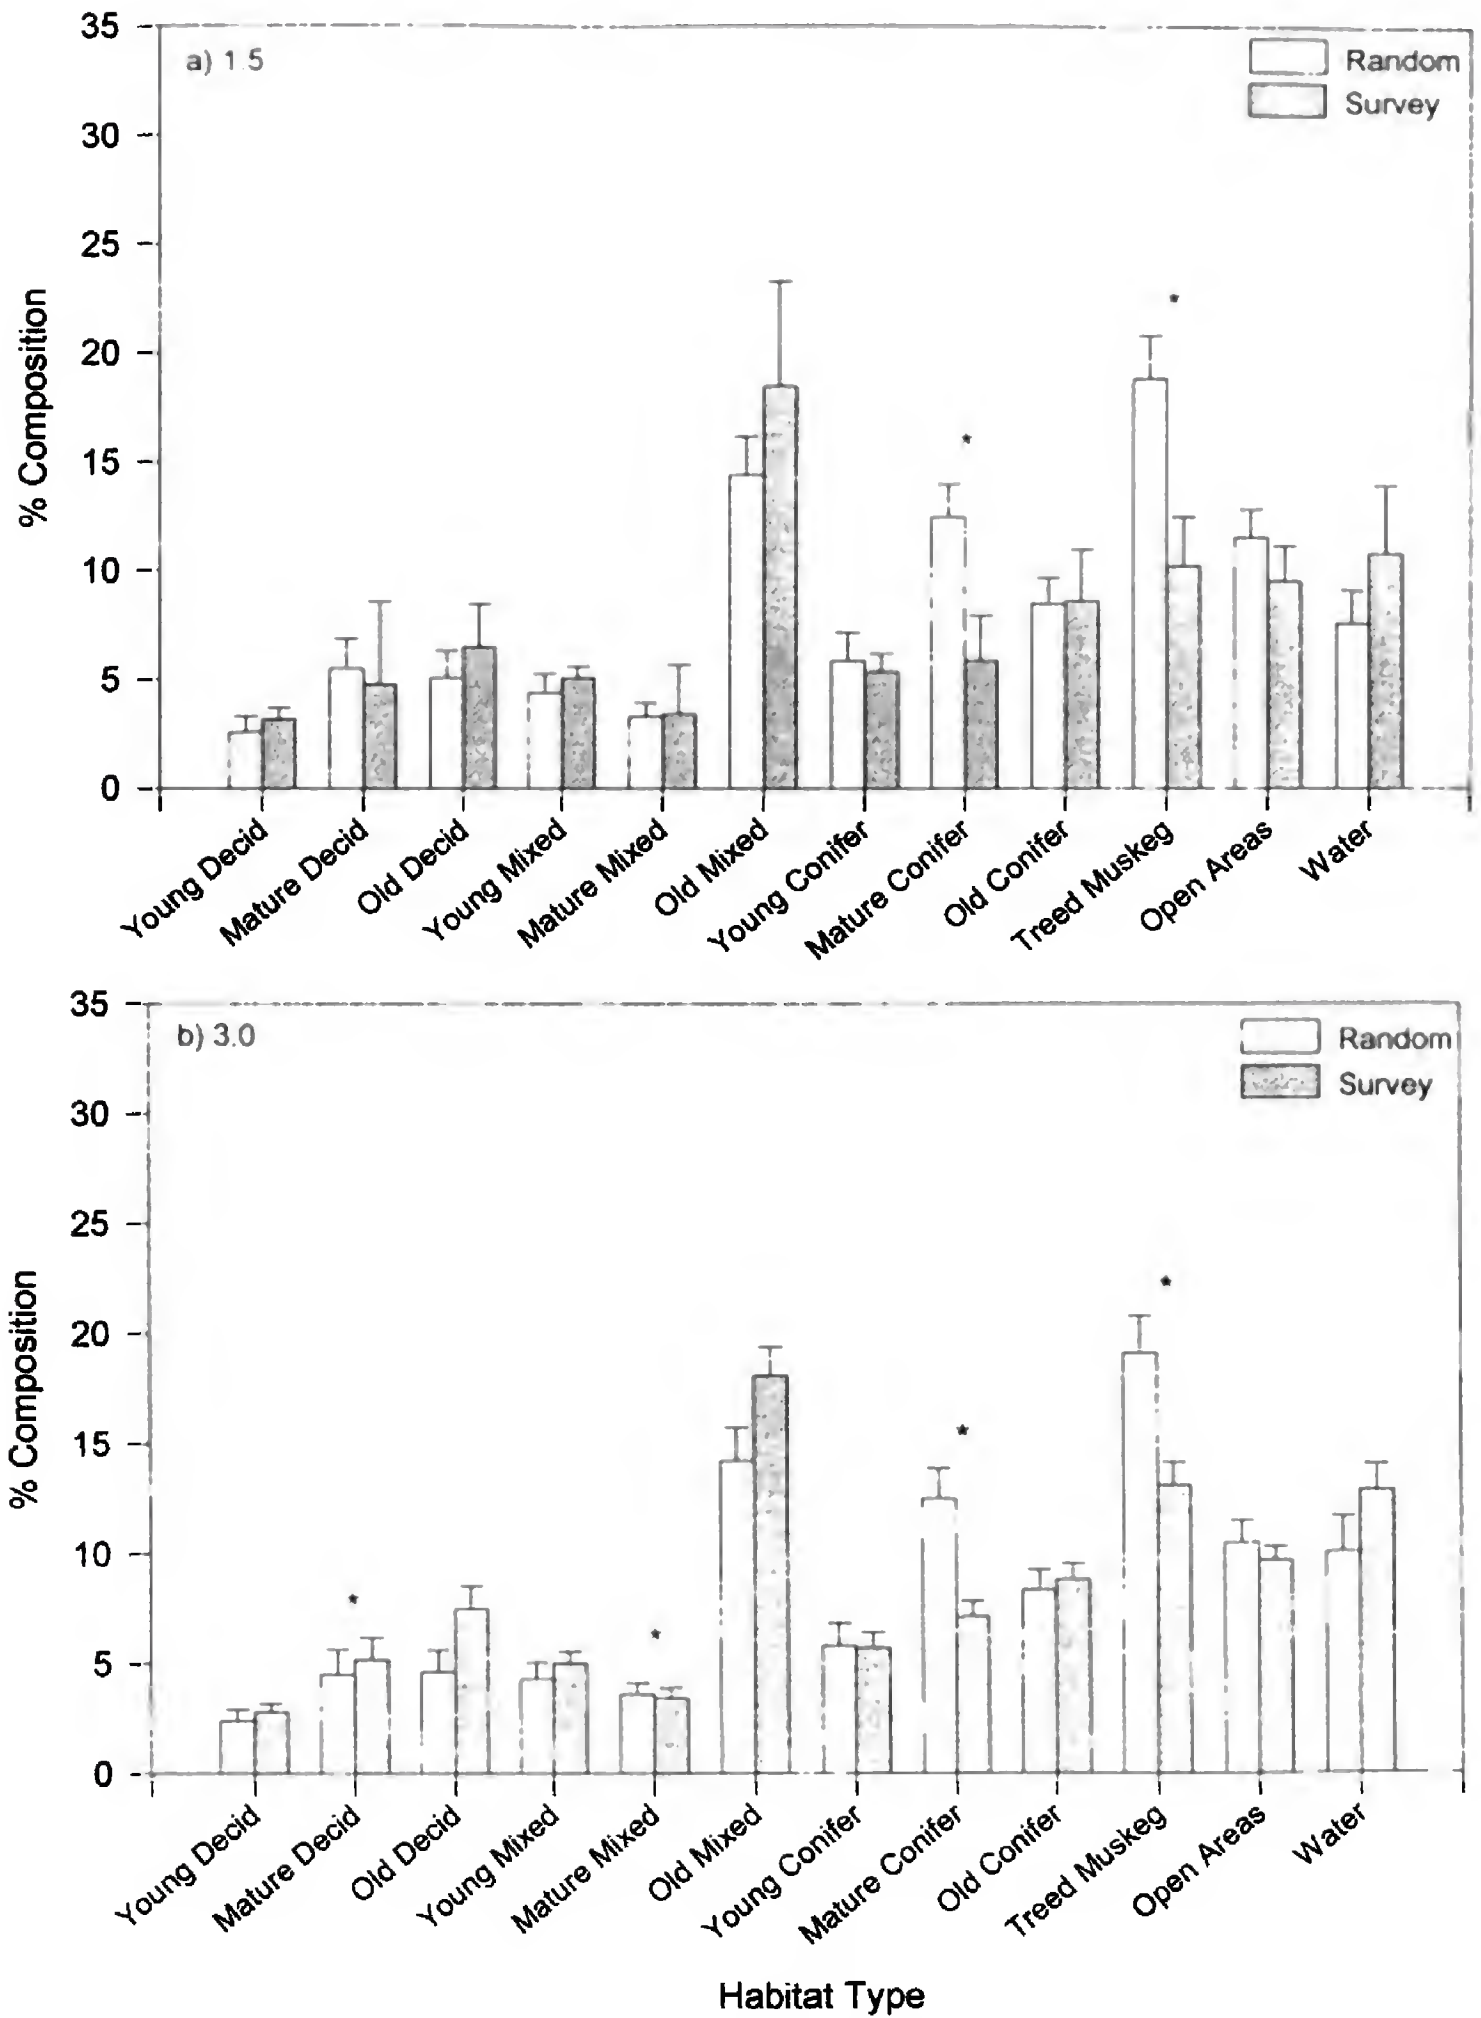 35
a) 1.5
Random
Survey
30
25
20
15
10
5
0
% Composition
*
*
Young Decid
Mature Decid
Old Decid
Young Mixed
Mature Mixed
Old Mixed
Young Conifer
Mature Conifer
Old Conifer
Treed Muskeg
Open Areas
Water
35
b) 3.0
Random
Survey
30
25
20
15
10
5
0
% Composition
*
*
*
*
Young Decid
Mature Decid
Old Decid
Young Mixed
Mature Mixed
Old Mixed
Young Conifer
Mature Conifer
Old Conifer
Treed Muskeg
Open Areas
Water
Habitat Type